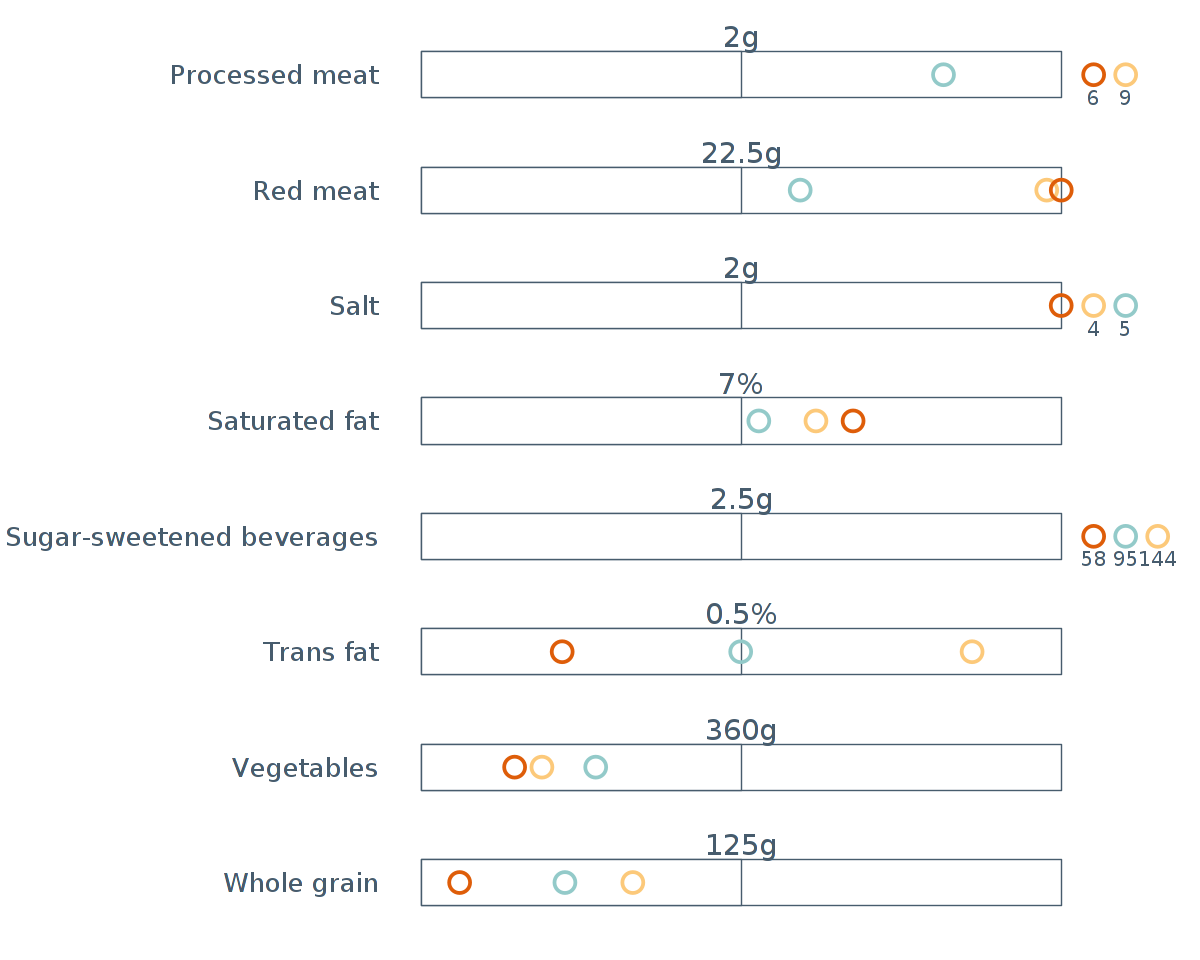 2g
Processed meat
6 9
22.5g
Red meat
2g
Salt
4 5
7%
Saturated fat
2.5g
Sugar-sweetened beverages
58 95 144
0.5%
Trans fat
360g
Vegetables
125g
Whole grain